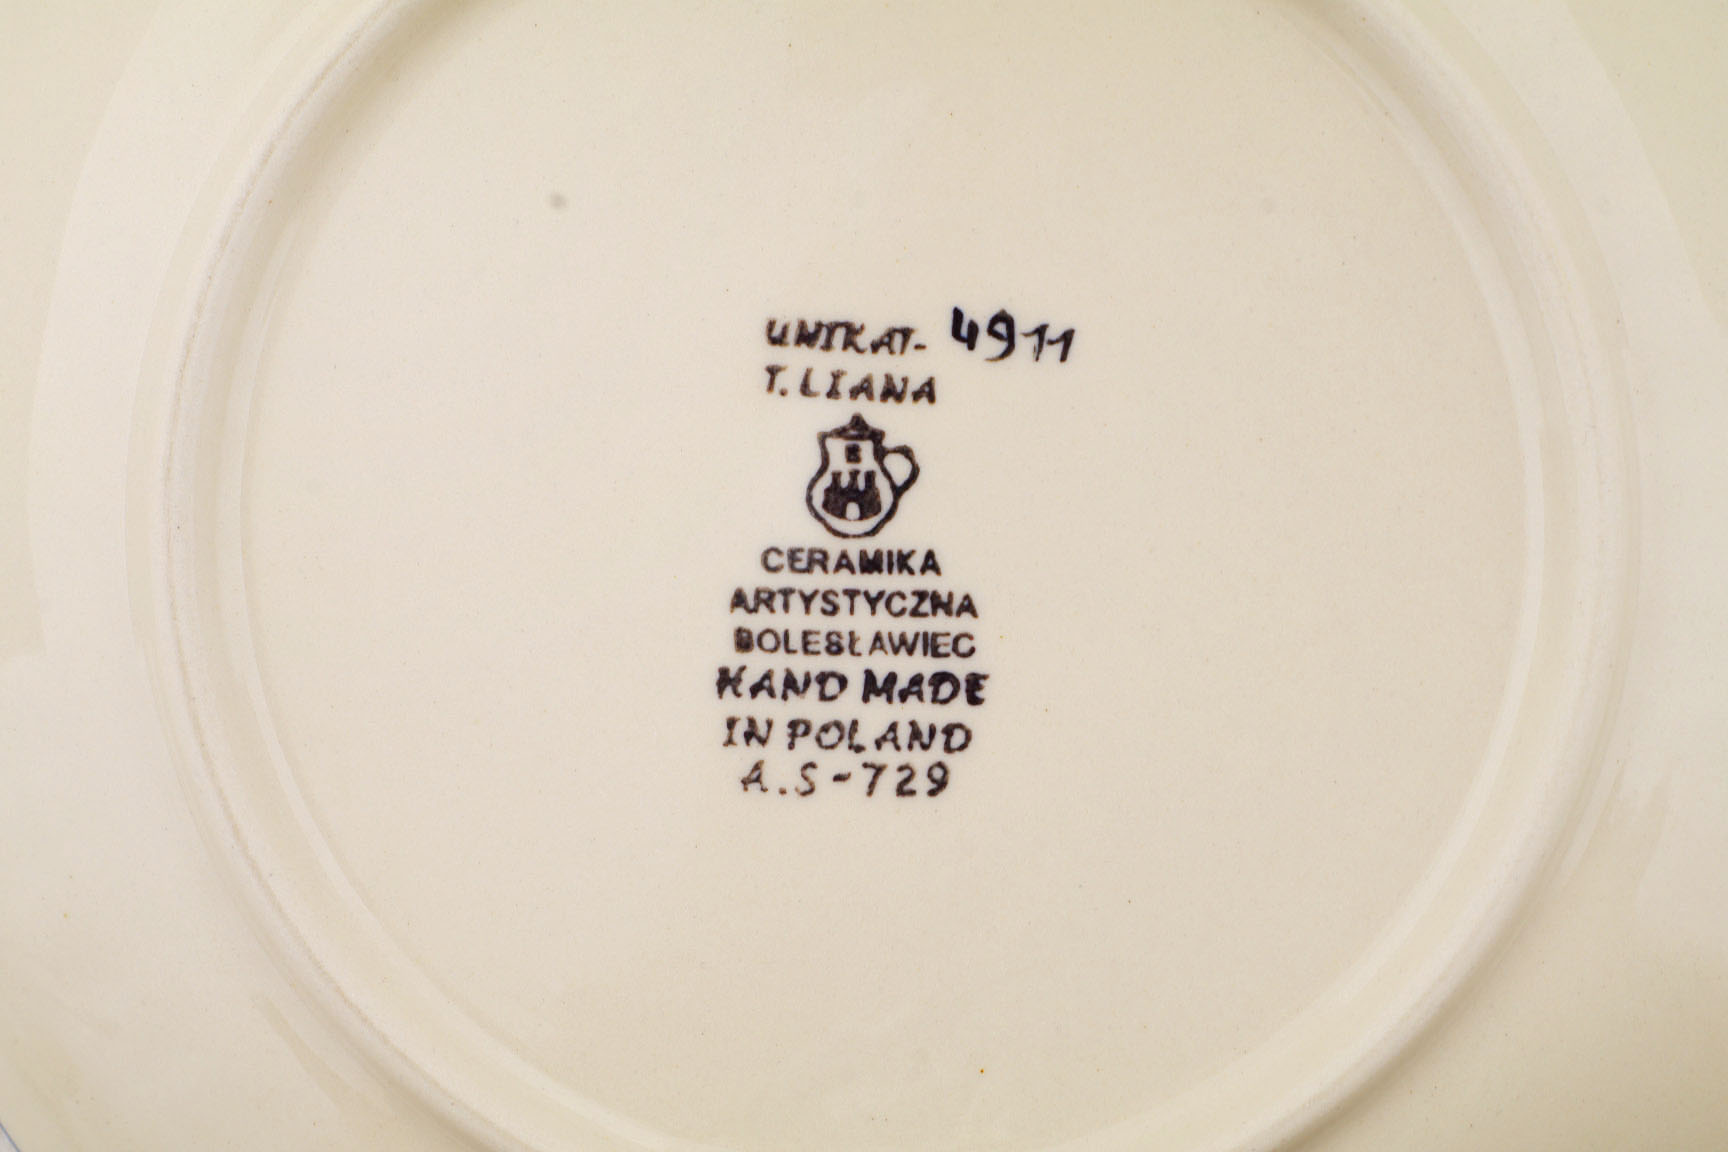 UNIKAT- 4911
T. LIANA
B
CERAMIKA
ARTYSTYCZNA
BOLESŁAWIEC
HAND MADE
IN POLAND
A.S-729